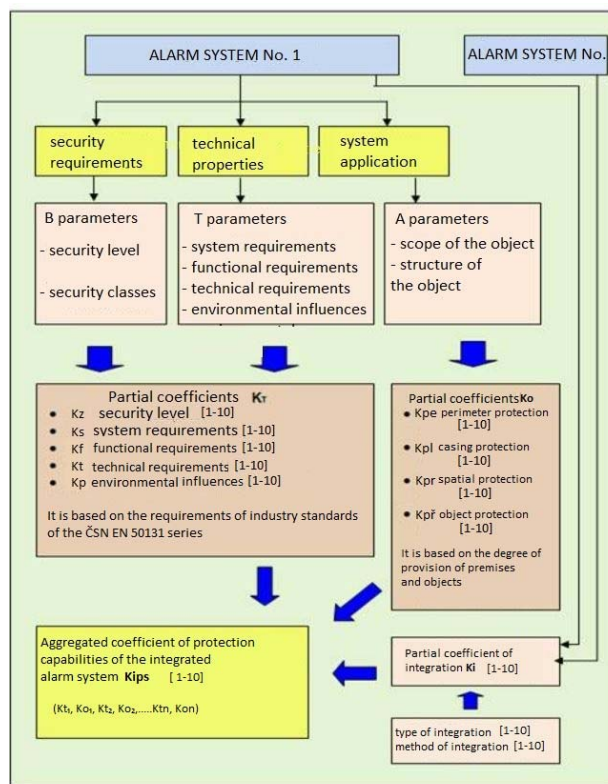 ALARM SYSTEM No. 1
ALARM SYSTEM No.
security
requirements
technical
properties
system
application
B parameters
- security level
- security classes
T parameters
- system requirements
- functional requirements
- technical requirements
- environmental influences
A parameters
- scope of the object
- structure of
the object
Partial coefficients KT
• Kz security level [1-10]
• Ks system requirements [1-10]
• Kf functional requirements [1-10]
• Kt technical requirements [1-10]
• Kp environmental influences [1-10]
It is based on the requirements of industry standards
of the ČSN EN 50131 series
Partial coefficients Ko
• Kpe perimeter protection
[1-10]
• Kpl casing protection
[1-10]
• Kpr spatial protection
[1-10]
• Kpř object protection
[1-10]
It is based on the degree of
provision of premises
and objects
Aggregated coefficient of protection
capabilities of the integrated
alarm system Kips [1-10]
(Kt₁, Ko₁, Kt₂, Ko₂,.....Ktn, Kon)
Partial coefficient of
integration Ki [1-10]
type of integration [1-10]
method of integration [1-10]